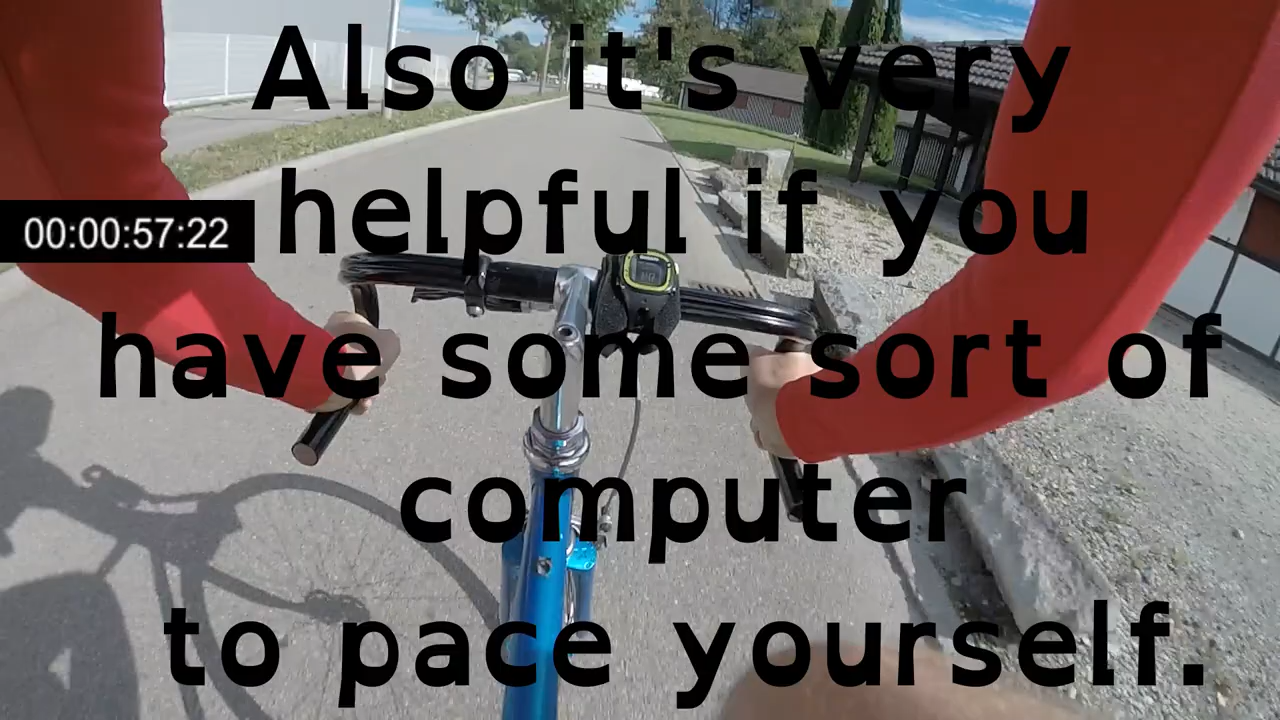 Also it's very
helpful if you
00:00:57:22
have some sort of
computer
to pace yourself.